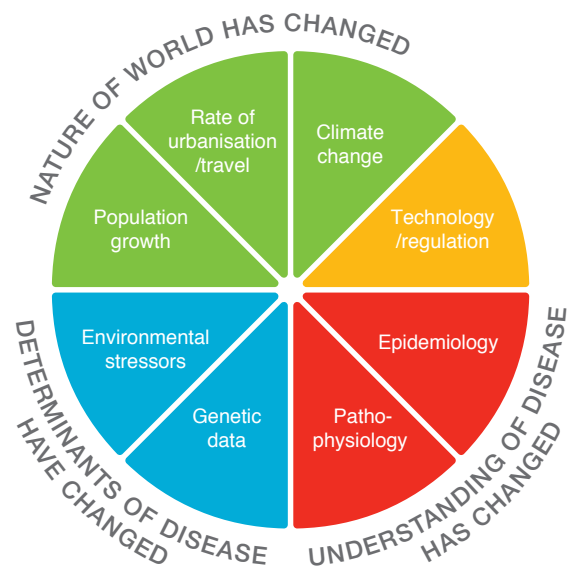 NATURE OF WORLD HAS CHANGED
Rate of
urbanisation
/travel
Climate
change
Population
growth
Technology
/regulation
Environmental
stressors
Epidemiology
Genetic
data
Patho-
physiology
DETERMINANTS OF DISEASE
HAVE CHANGED
UNDERSTANDING OF DISEASE
HAS CHANGED